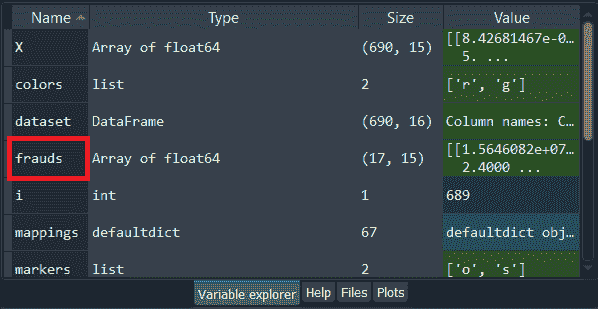 Name Type Size Value
X Array of float64 (690, 15) [[8.42681467e-0…
5. ...
colors list 2 ['r', 'g']
dataset DataFrame (690, 16) Column names: C…
frauds Array of float64 (17, 15) [[1.5646082e+07…
2.4000 ...
i int 1 689
mappings defaultdict 67 defaultdict obj…
markers list 2 ['o', 's']
Variable explorer Help Files Plots